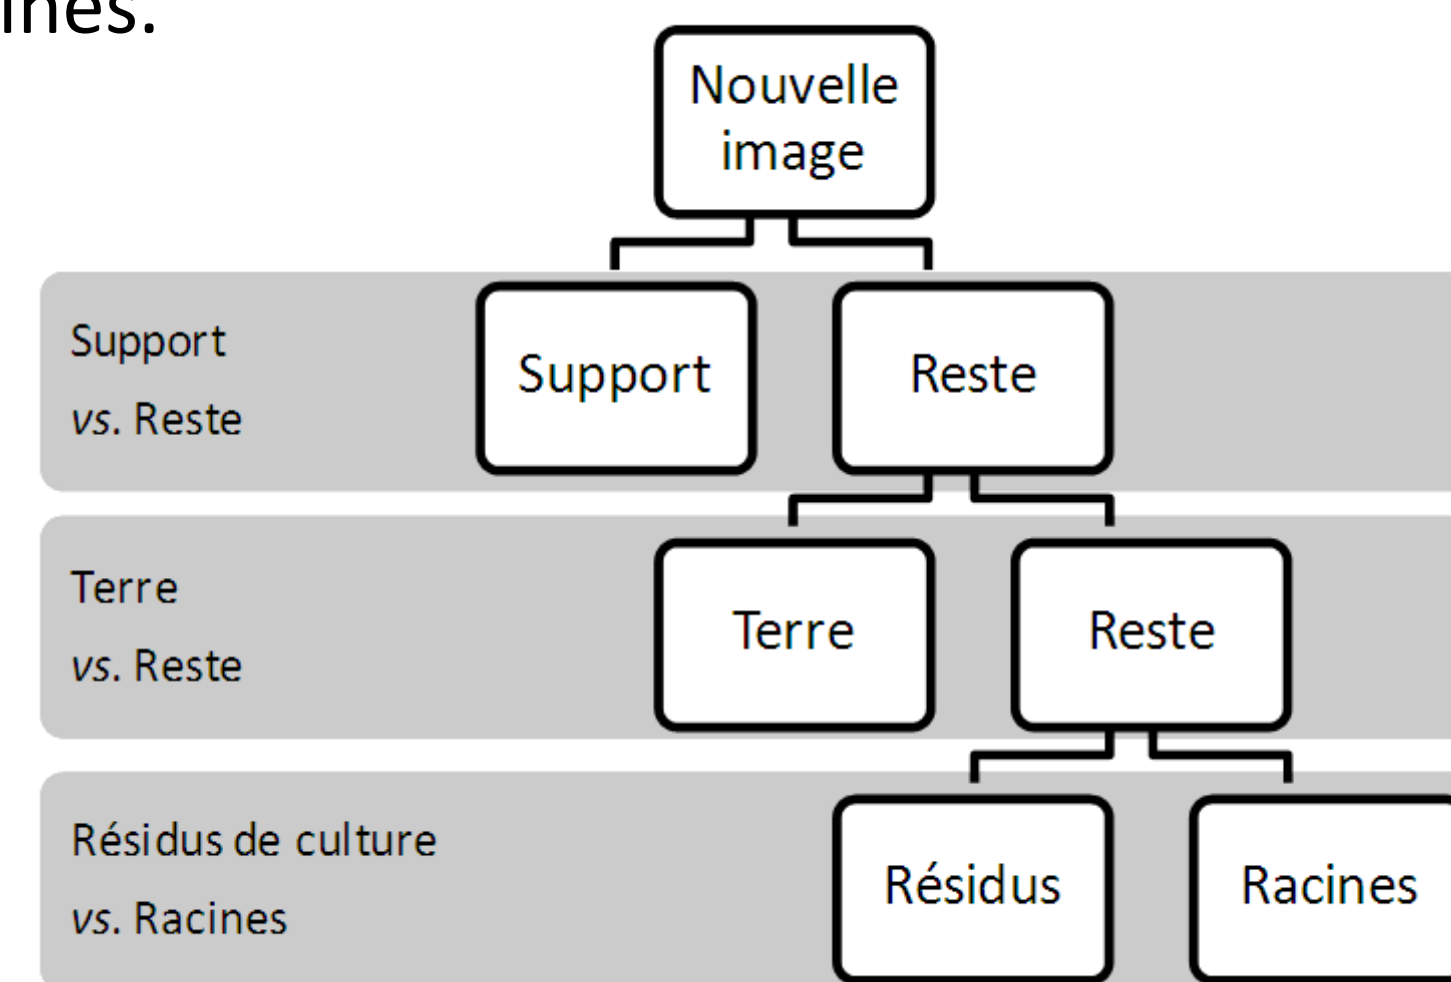 ines.
Nouvelle
image
Support
vs. Reste
Support
Reste
Terre
vs. Reste
Terre
Reste
Résidus de culture
vs. Racines
Résidus
Racines